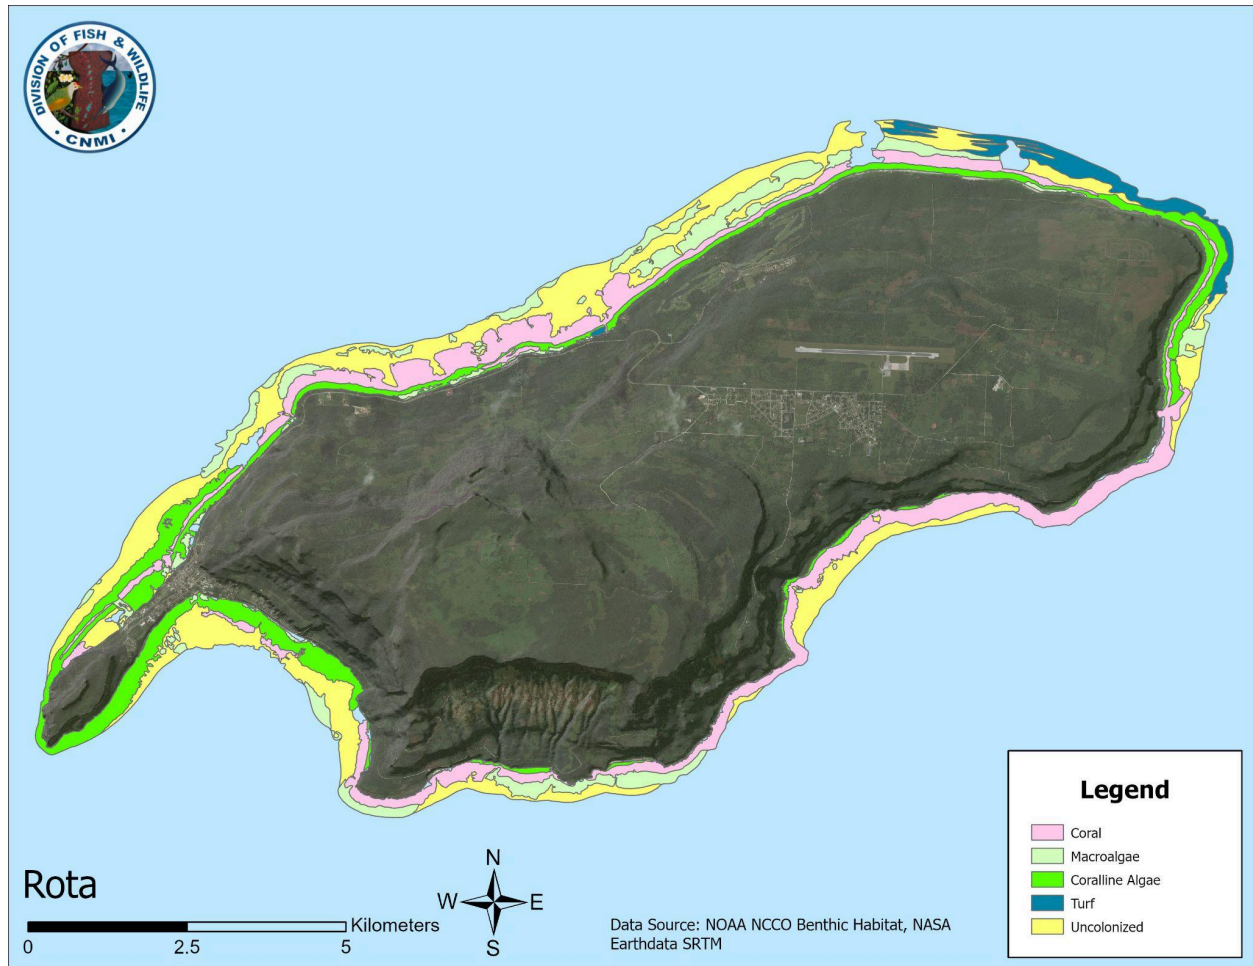 DIVISION OF FISH & WILDLIFE
• CNMI •
Rota
0
2.5
5
Kilometers
N
W
E
S
Data Source: NOAA NCCO Benthic Habitat, NASA
Earthdata SRTM
Legend
Coral
Macroalgae
Coralline Algae
Turf
Uncolonized